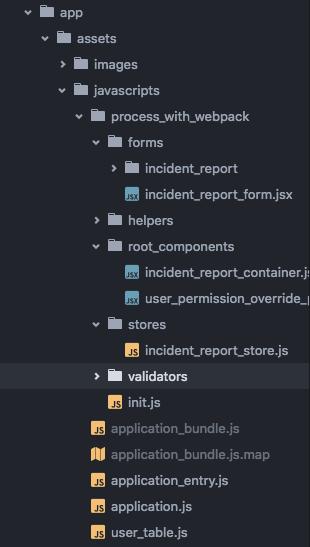 app
assets
images
javascripts
process_with_webpack
forms
incident_report
JSX incident_report_form.jsx
helpers
root_components
JSX incident_report_container.js
JSX user_permission_override_
stores
JS incident_report_store.js
validators
JS init.js
JS application_bundle.js
application_bundle.js.map
JS application_entry.js
JS application.js
JS user_table.js